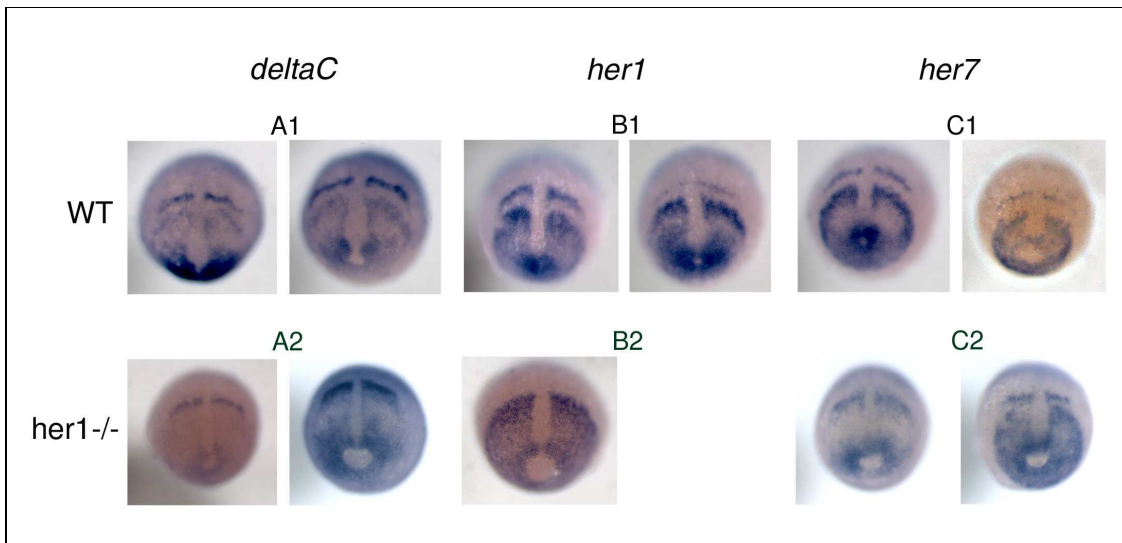 deltaC her1 her7
A1 B1 C1
WT
A2 B2 C2
her1-/-